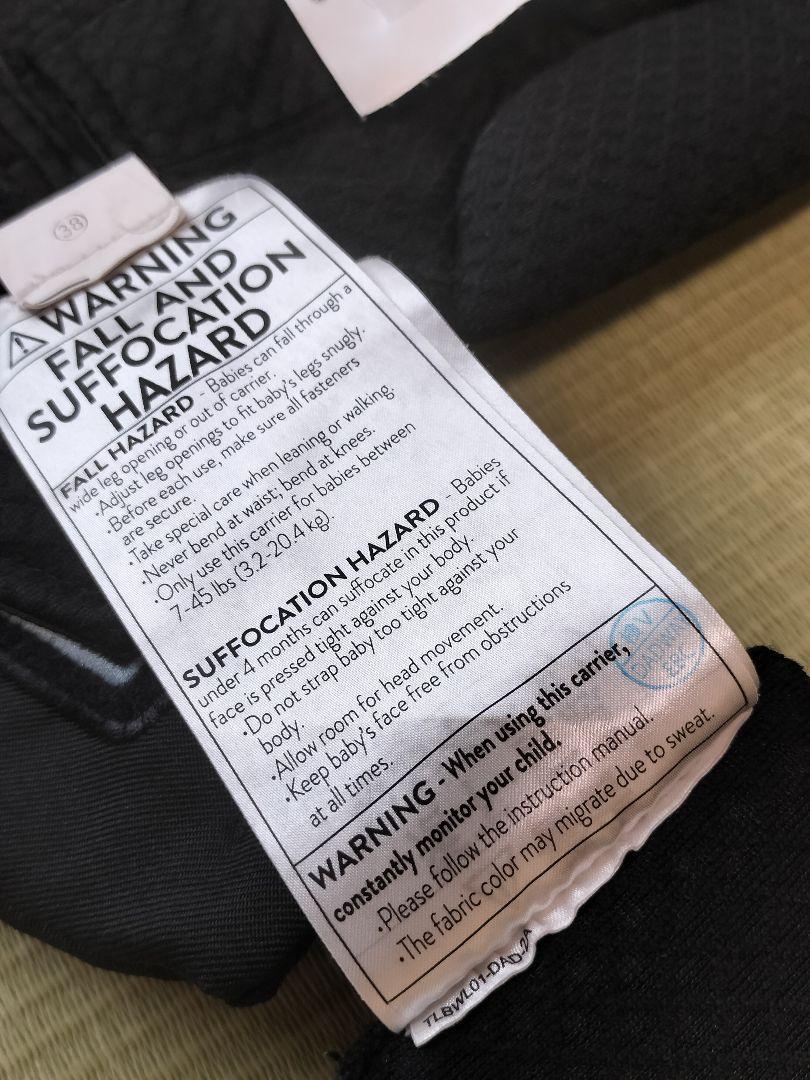 38
WARNING
FALL AND
SUFFOCATION
HAZARD
FALL HAZARD - Babies can fall through a
wide leg opening or out of carrier.
•Adjust leg openings to fit baby's legs snugly.
•Before each use, make sure all fasteners
are secure.
•Take special care when leaning or walking.
•Never bend at waist; bend at knees.
•Only use this carrier for babies between
7-45 lbs (3.2-20.4 kg).
SUFFOCATION HAZARD - Babies
under 4 months can suffocate in this product if
face is pressed tight against your body.
•Do not strap baby too tight against your
body.
•Allow room for head movement.
•Keep baby's face free from obstructions
at all times.
WARNING - When using this carrier,
constantly monitor your child.
•Please follow the instruction manual.
•The fabric color may migrate due to sweat.
TLBWL01-DAD-2A